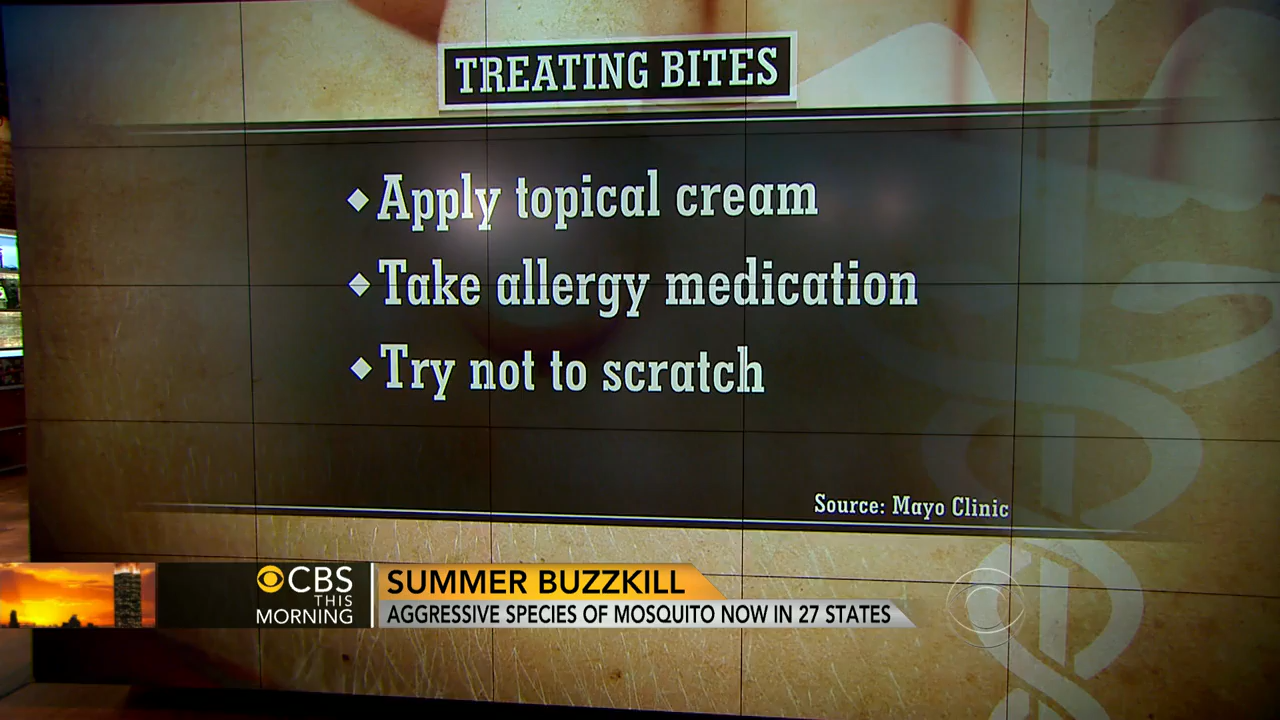 TREATING BITES
Apply topical cream
Take allergy medication
Try not to scratch
Source: Mayo Clinic
CBS
THIS
MORNING
SUMMER BUZZKILL
AGGRESSIVE SPECIES OF MOSQUITO NOW IN 27 STATES